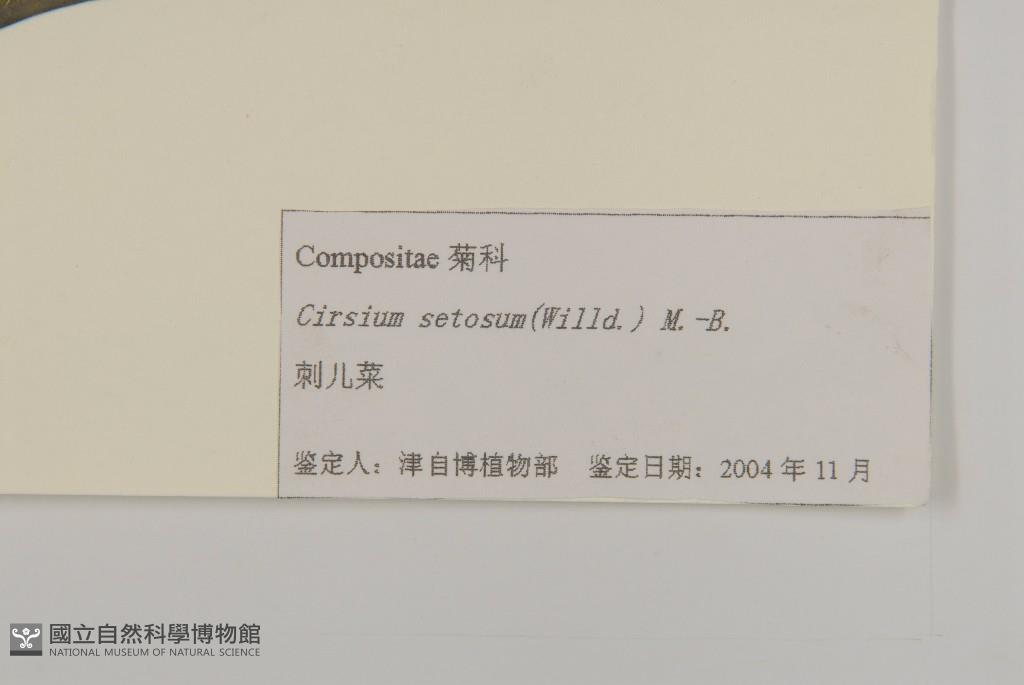 Compositae 菊科
Cirsium setosum(Willd.) M.-B.
刺儿菜
鉴定人：津自博植物部 鉴定日期：2004 年 11 月
國立自然科學博物館
NATIONAL MUSEUM OF NATURAL SCIENCE